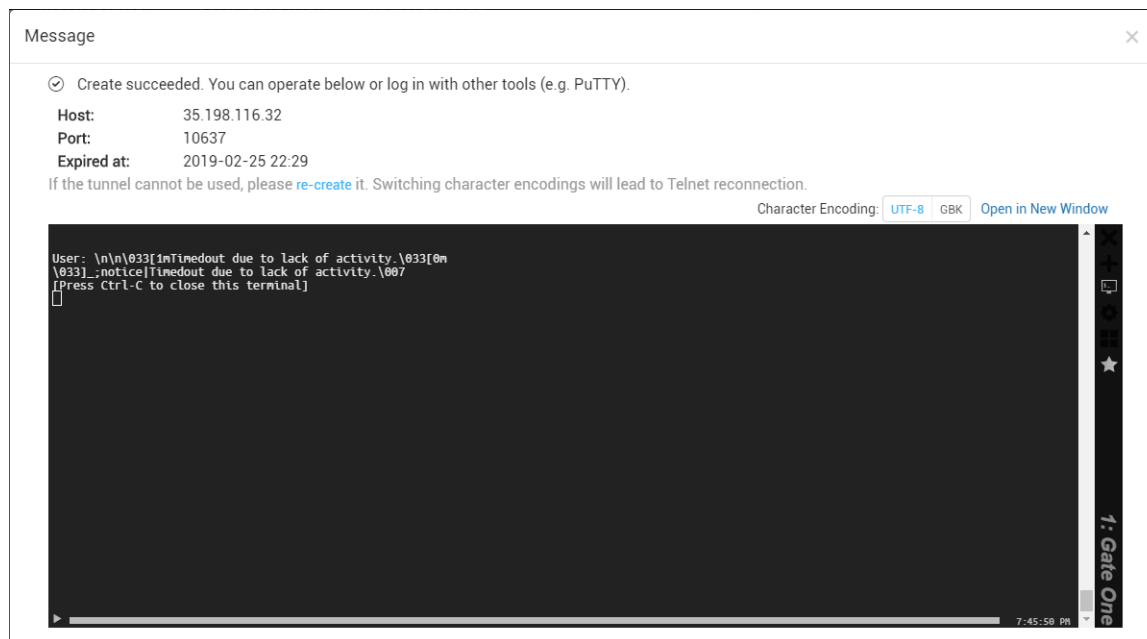 Message
Create succeeded. You can operate below or log in with other tools (e.g. PuTTY).
Host: 35.198.116.32
Port: 10637
Expired at: 2019-02-25 22:29
If the tunnel cannot be used, please re-create it. Switching character encodings will lead to Telnet reconnection.
Character Encoding: UTF-8 GBK Open in New Window
User: \n\n\033[1mTimedout due to lack of activity.\033[0m
\033]_;notice|Timedout due to lack of activity.\007
[Press Ctrl-C to close this terminal]
1: Gate One
7:45:50 PM